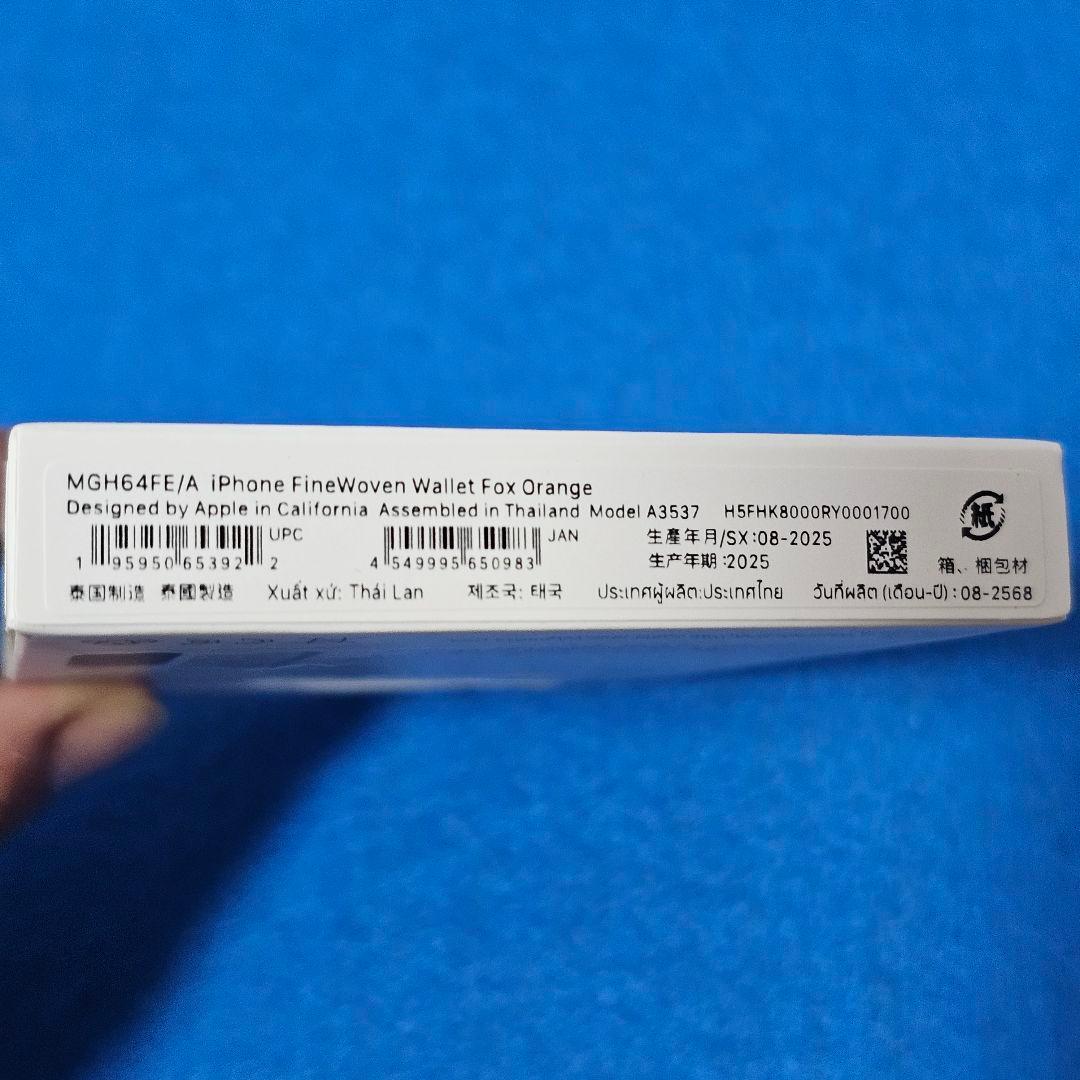 MGH64FE/A iPhone FineWoven Wallet Fox Orange
Designed by Apple in California Assembled in Thailand Model A3537 H5FHK8000RY0001700
紙
UPC
1 95950 65392 2
JAN
4 549995 650983
生產年月/SX:08-2025
生产年期:2025
箱、梱包材
泰国制造 泰國製造 Xuất xứ: Thái Lan 제조국: 태국 ประเทศผู้ผลิต:ประเทศไทย วันที่ผลิต (เดือน-ปี) : 08-2568